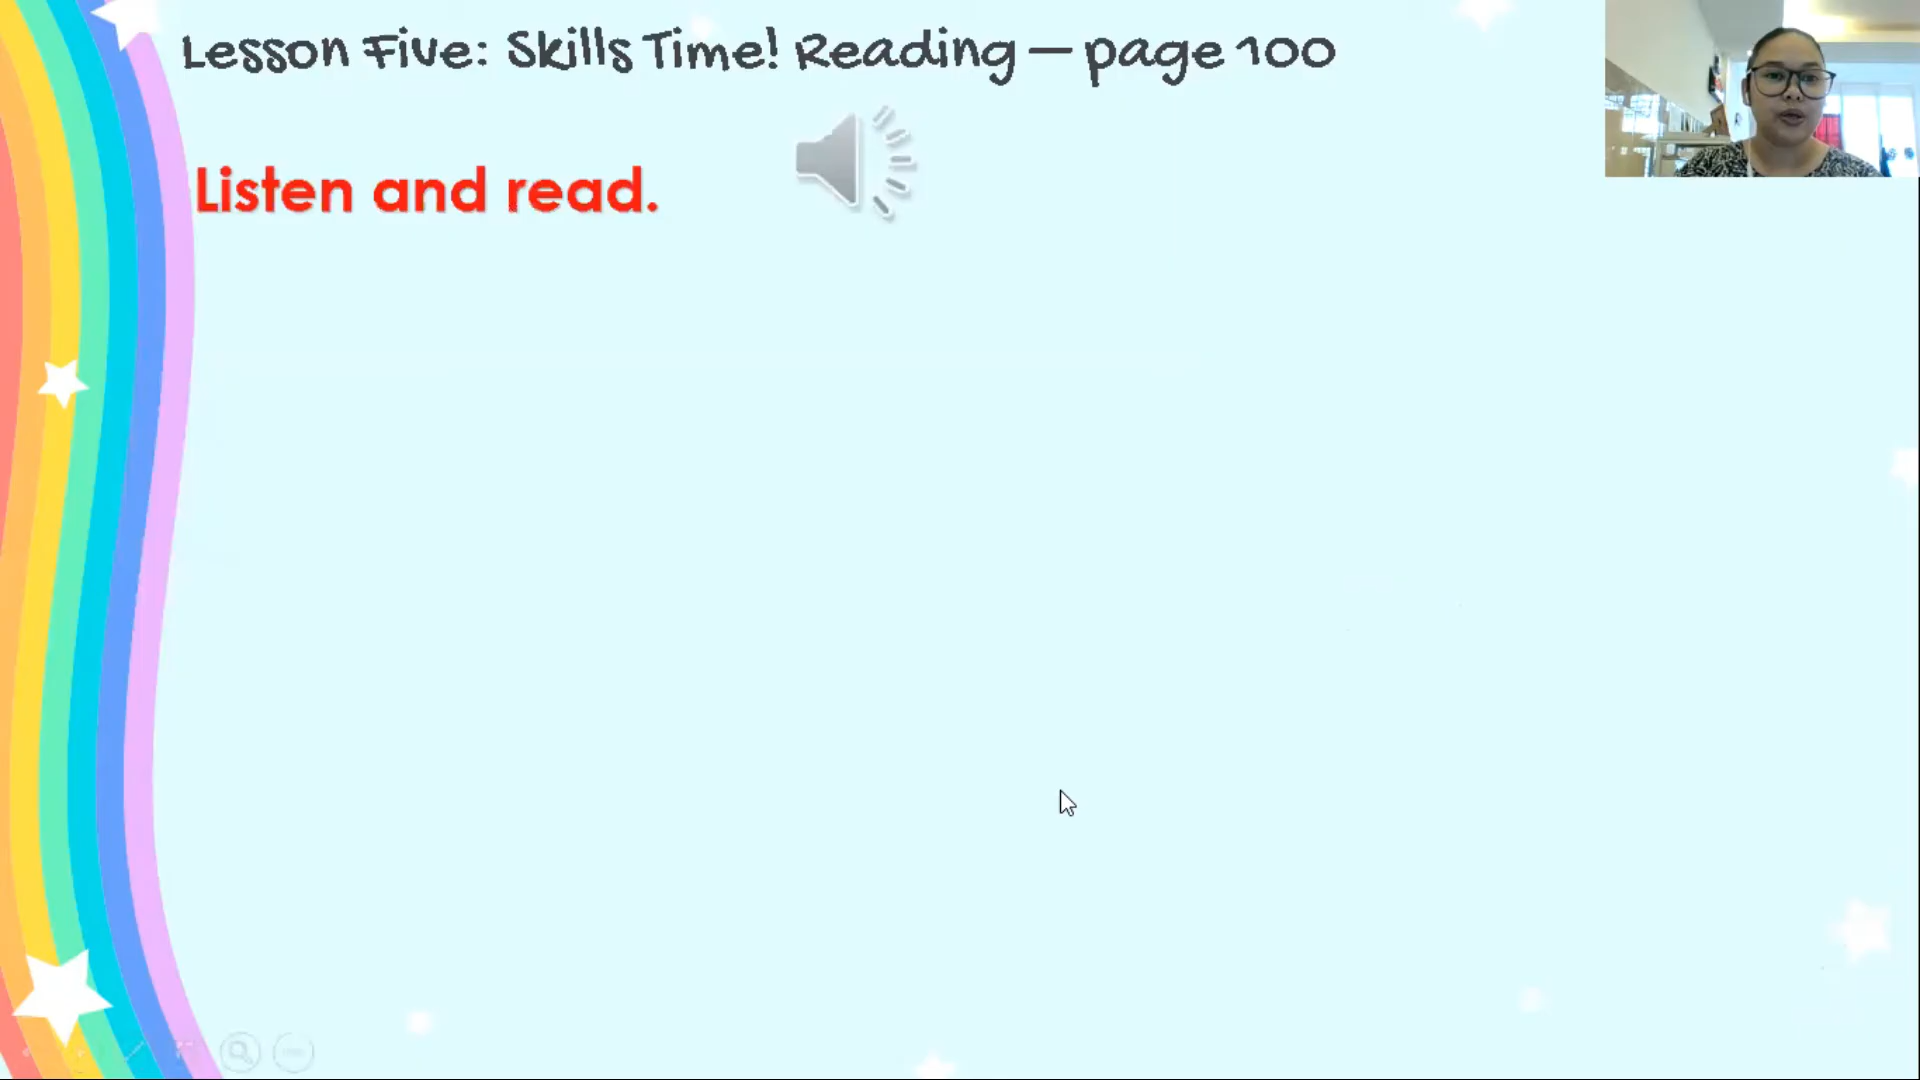 Lesson Five: Skills Time! Reading – page 100
Listen and read.